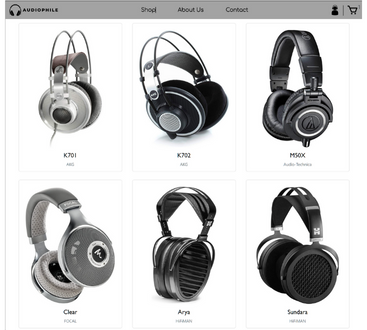 AUDIOPHILE
Shop
About Us
Contact
K701
AKG
K702
AKG
M50X
Audio-Technica
Clear
FOCAL
Arya
HIFIMAN
Sundara
HIFIMAN